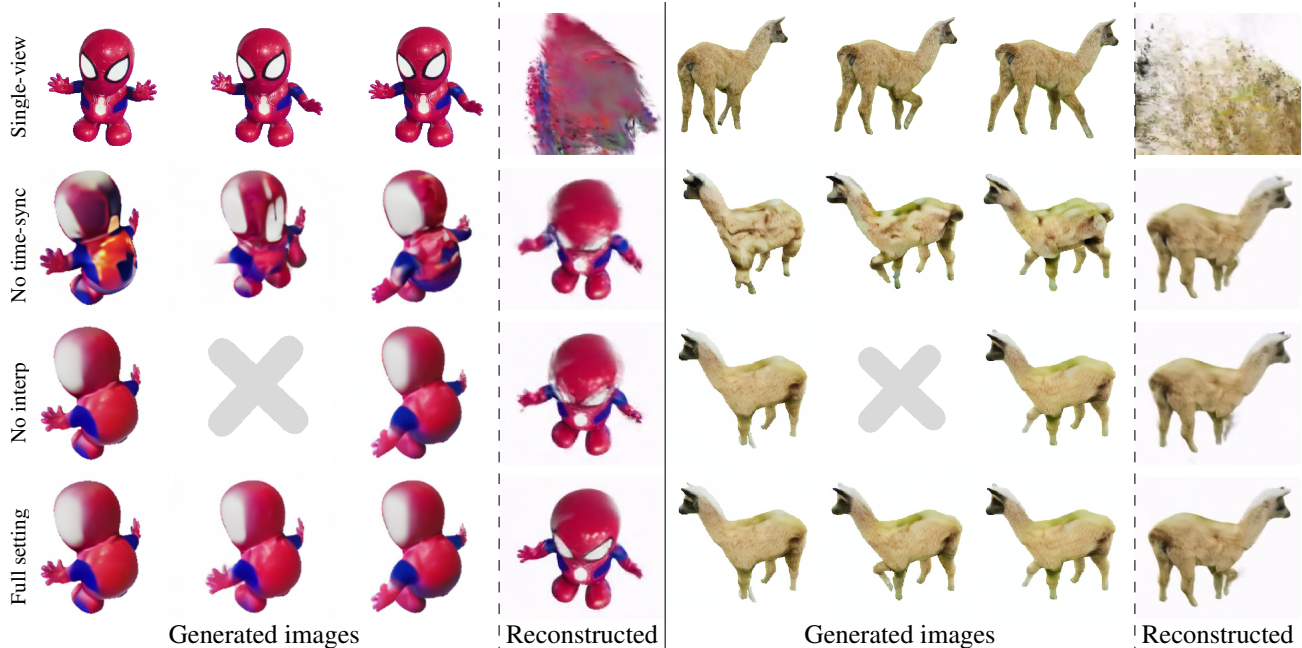 Single-view
No time-sync
No interp
Full setting
Generated images
Reconstructed
Generated images
Reconstructed